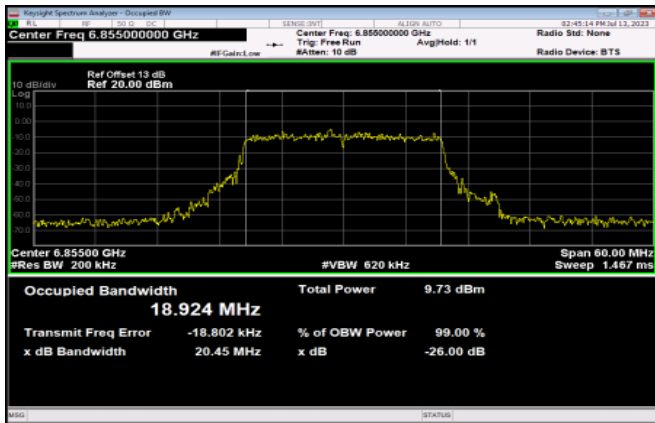 Keysight Spectrum Analyzer - Occupied BW
RL RF 50 Ω DC SENSE:INT ALIGN AUTO 02:45:14 PM Jul 13, 2023
Center Freq 6.855000000 GHz Center Freq: 6.855000000 GHz Radio Std: None
Trig: Free Run Avg|Hold: 1/1
#IFGain:Low #Atten: 10 dB Radio Device: BTS
Ref Offset 13 dB
10 dB/div Ref 20.00 dBm
Log
10.0
0.00
-10.0
-20.0
-30.0
-40.0
-50.0
-60.0
-70.0
Center 6.85500 GHz Span 60.00 MHz
#Res BW 200 kHz #VBW 620 kHz Sweep 1.467 ms
Occupied Bandwidth Total Power 9.73 dBm
18.924 MHz
Transmit Freq Error -18.802 kHz % of OBW Power 99.00 %
x dB Bandwidth 20.45 MHz x dB -26.00 dB
MSG STATUS